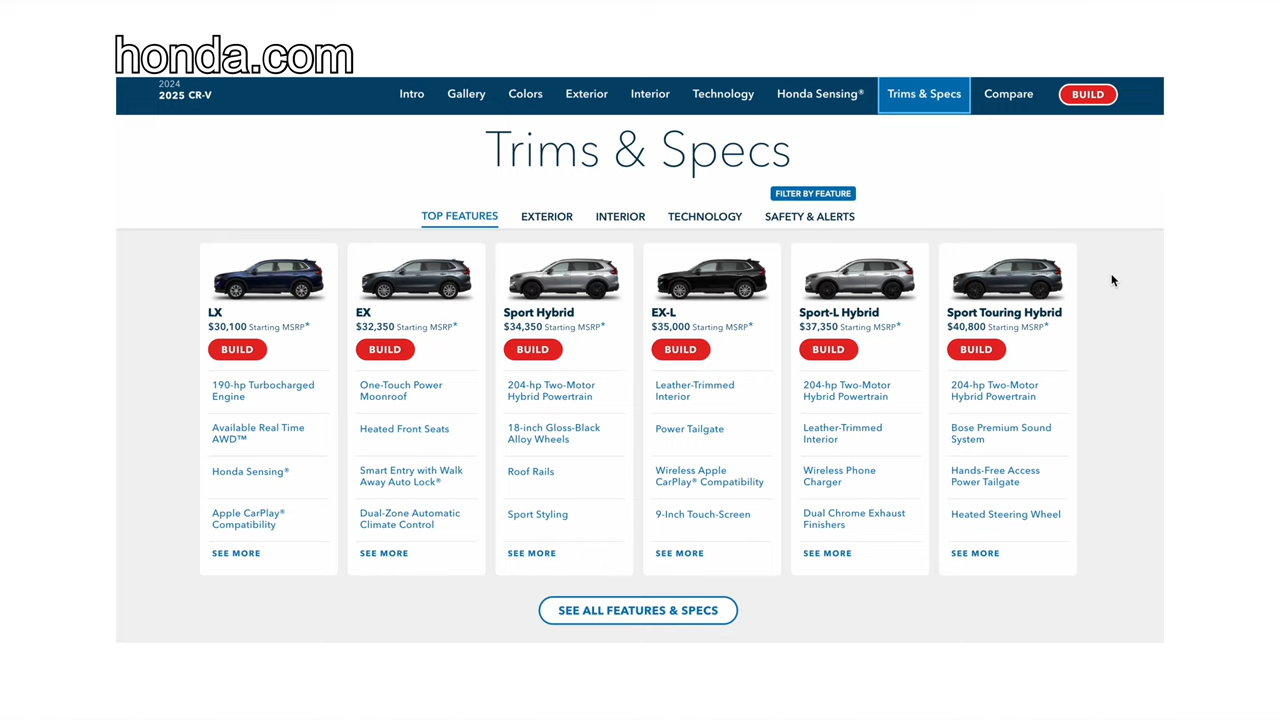 honda.com
2024
2025 CR-V
Intro
Gallery
Colors
Exterior
Interior
Technology
Honda Sensing®
Trims & Specs
Compare
BUILD
Trims & Specs
FILTER BY FEATURE
TOP FEATURES
EXTERIOR
INTERIOR
TECHNOLOGY
SAFETY & ALERTS
LX
$30,100 Starting MSRP*
BUILD
190-hp Turbocharged
Engine
Available Real Time
AWD™
Honda Sensing®
Apple CarPlay®
Compatibility
SEE MORE
EX
$32,350 Starting MSRP*
BUILD
One-Touch Power
Moonroof
Heated Front Seats
Smart Entry with Walk
Away Auto Lock®
Dual-Zone Automatic
Climate Control
SEE MORE
Sport Hybrid
$34,350 Starting MSRP*
BUILD
204-hp Two-Motor
Hybrid Powertrain
18-inch Gloss-Black
Alloy Wheels
Roof Rails
Sport Styling
SEE MORE
EX-L
$35,000 Starting MSRP*
BUILD
Leather-Trimmed
Interior
Power Tailgate
Wireless Apple
CarPlay® Compatibility
9-Inch Touch-Screen
SEE MORE
Sport-L Hybrid
$37,350 Starting MSRP*
BUILD
204-hp Two-Motor
Hybrid Powertrain
Leather-Trimmed
Interior
Wireless Phone
Charger
Dual Chrome Exhaust
Finishers
SEE MORE
Sport Touring Hybrid
$40,800 Starting MSRP*
BUILD
204-hp Two-Motor
Hybrid Powertrain
Bose Premium Sound
System
Hands-Free Access
Power Tailgate
Heated Steering Wheel
SEE MORE
SEE ALL FEATURES & SPECS